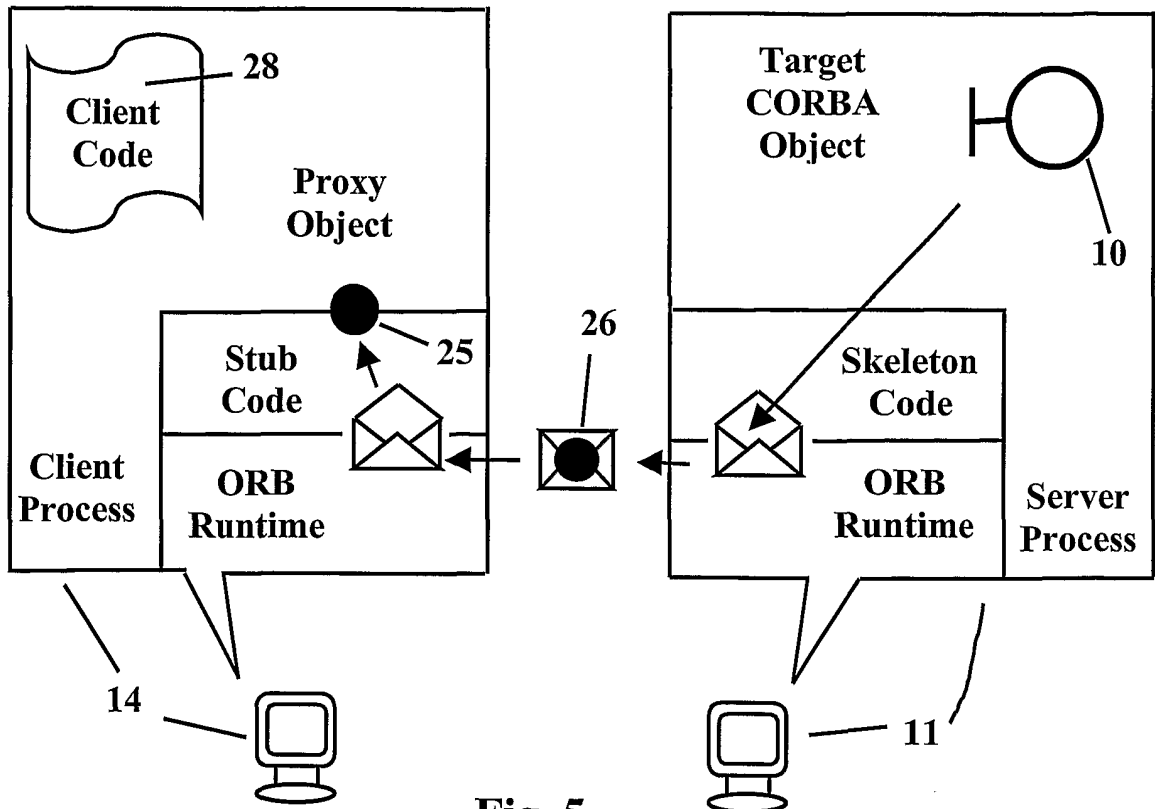 28
Client
Code
Proxy
Object
Target
CORBA
Object
10
26
25
Stub
Code
Skeleton
Code
Client
Process
ORB
Runtime
ORB
Runtime
Server
Process
14
11
Fig. 5